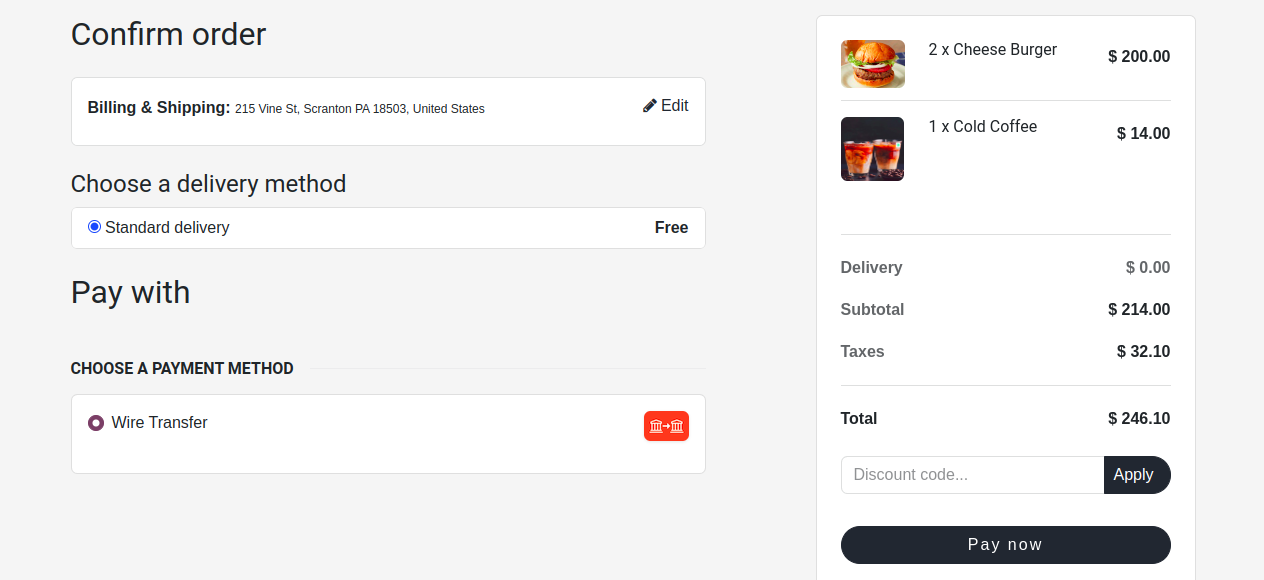 Confirm order
Billing & Shipping: 215 Vine St, Scranton PA 18503, United States
Edit
Choose a delivery method
Standard delivery
Free
Pay with
CHOOSE A PAYMENT METHOD
Wire Transfer
2 x Cheese Burger
$ 200.00
1 x Cold Coffee
$ 14.00
Delivery
$ 0.00
Subtotal
$ 214.00
Taxes
$ 32.10
Total
$ 246.10
Discount code...
Apply
Pay now